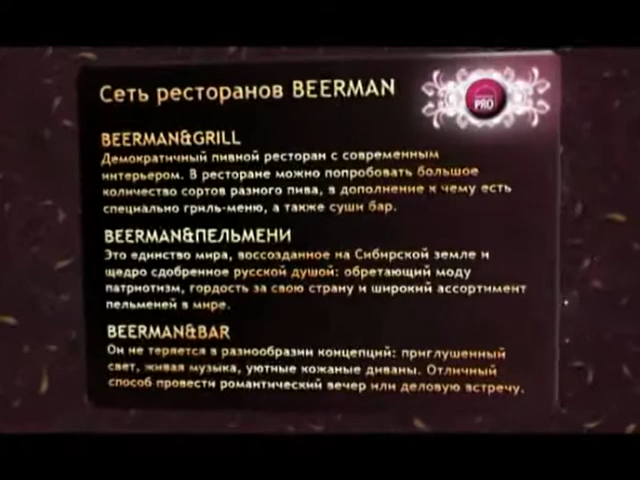 Сеть ресторанов BEERMAN
PRO
BEERMAN&GRILL
Демократичный пивной ресторан с современным
интерьером. В ресторане можно попробовать большое
количество сортов разного пива, в дополнение к чему есть
специально гриль-меню, а также суши бар.
BEERMAN&ПЕЛЬМЕНИ
Это единство мира, воссозданное на Сибирской земле и
щедро сдобренное русской душой: обретающий моду
патриотизм, гордость за свою страну и широкий ассортимент
пельменей в мире.
BEERMAN&BAR
Он не теряется в разнообразии концепций: приглушенный
свет, живая музыка, уютные кожаные диваны. Отличный
способ провести романтический вечер или деловую встречу.